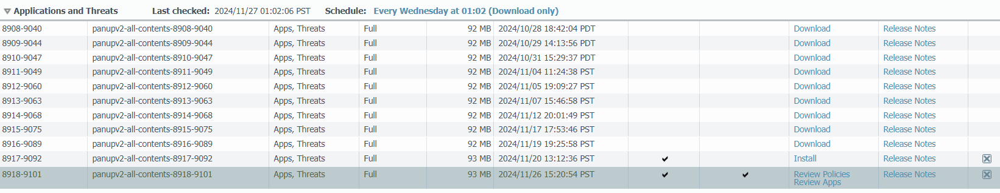 Applications and Threats Last checked: 2024/11/27 01:02:06 PST Schedule: Every Wednesday at 01:02 (Download only)
8908-9040 panupv2-all-contents-8908-9040 Apps, Threats Full 92 MB 2024/10/28 18:42:04 PDT Download Release Notes
8909-9044 panupv2-all-contents-8909-9044 Apps, Threats Full 92 MB 2024/10/29 14:13:56 PDT Download Release Notes
8910-9047 panupv2-all-contents-8910-9047 Apps, Threats Full 92 MB 2024/10/31 15:29:37 PDT Download Release Notes
8911-9049 panupv2-all-contents-8911-9049 Apps, Threats Full 92 MB 2024/11/04 11:24:38 PST Download Release Notes
8912-9060 panupv2-all-contents-8912-9060 Apps, Threats Full 92 MB 2024/11/05 19:09:27 PST Download Release Notes
8913-9063 panupv2-all-contents-8913-9063 Apps, Threats Full 92 MB 2024/11/07 15:46:58 PST Download Release Notes
8914-9068 panupv2-all-contents-8914-9068 Apps, Threats Full 92 MB 2024/11/12 20:01:49 PST Download Release Notes
8915-9075 panupv2-all-contents-8915-9075 Apps, Threats Full 92 MB 2024/11/17 17:53:46 PST Download Release Notes
8916-9089 panupv2-all-contents-8916-9089 Apps, Threats Full 92 MB 2024/11/19 19:25:58 PST Download Release Notes
8917-9092 panupv2-all-contents-8917-9092 Apps, Threats Full 93 MB 2024/11/20 13:12:36 PST ✔ Install Release Notes
8918-9101 panupv2-all-contents-8918-9101 Apps, Threats Full 93 MB 2024/11/26 15:20:54 PST ✔ ✔ Review Policies Release Notes
Review Apps